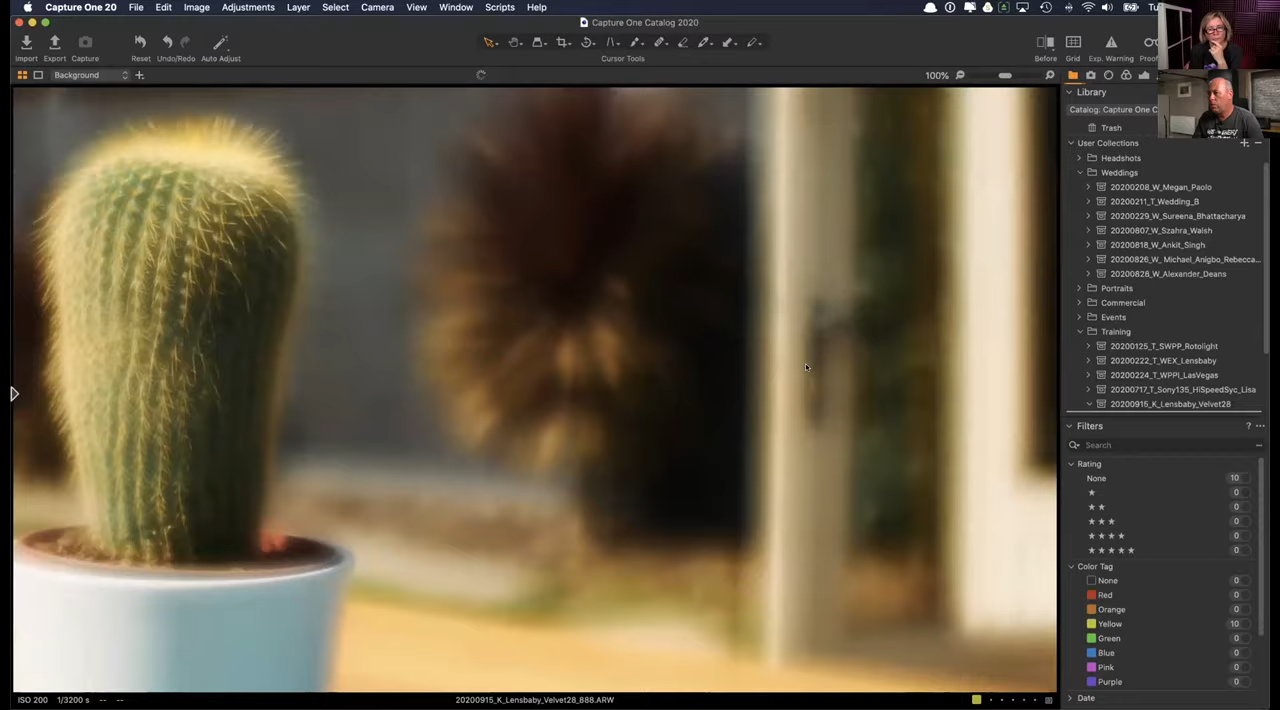 Capture One 20 File Edit Image Adjustments Layer Select Camera View Window Scripts Help
Capture One Catalog 2020
Import Export Capture Reset Undo/Redo Auto Adjust Cursor Tools Before Grid Exp. Warning
Background 100%
Library
Catalog: Capture One C
Trash
User Collections
Headshots
Weddings
20200208_W_Megan_Paolo
20200211_T_Wedding_B
20200229_W_Sureena_Bhattacharya
20200807_W_Szahra_Walsh
20200818_W_Ankit_Singh
20200826_W_ Michael_Anigbo_Rebecca...
20200828_W_Alexander_Deans
Portraits
Commercial
Events
Training
20200125_T_SWPP_Rotolight
20200222_T_WEX_Lensbaby
20200224_T_WPPI_LasVegas
20200717_T_Sony135_HiSpeedSyc_Lisa
20200915_K_Lensbaby_Velvet28
Filters ? ...
Search
Rating
None 10
★ 0
★ ★ 0
★ ★ ★ 0
★ ★ ★ ★ 0
★ ★ ★ ★ ★ 0
Color Tag
None 0
Red 0
Orange 0
Yellow 10
Green 0
Blue 0
Pink 0
Purple 0
Date
ISO 200 1/3200 s -- -- 20200915_K_Lensbaby_Velvet28_888.ARW